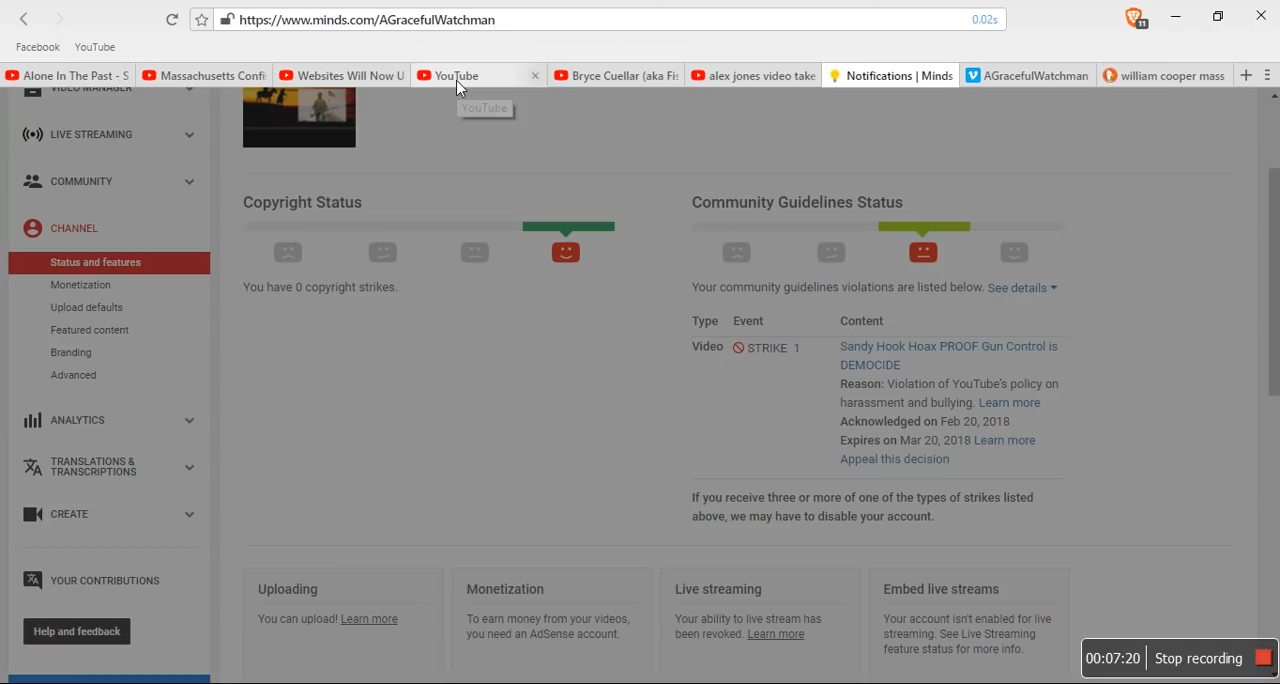 https://www.minds.com/AGracefulWatchman
0.02s
11
Facebook YouTube
Alone In The Past - S
Massachusetts Confi
Websites Will Now U
YouTube
Bryce Cuellar (aka Fi
alex jones video take
Notifications | Minds
AGracefulWatchman
william cooper mass
YouTube
VIDEO MANAGER
LIVE STREAMING
COMMUNITY
CHANNEL
Status and features
Monetization
Upload defaults
Featured content
Branding
Advanced
ANALYTICS
TRANSLATIONS &
TRANSCRIPTIONS
CREATE
YOUR CONTRIBUTIONS
Help and feedback
Copyright Status
You have 0 copyright strikes.
Community Guidelines Status
Your community guidelines violations are listed below. See details
Type Event Content
Video STRIKE 1 Sandy Hook Hoax PROOF Gun Control is
DEMOCIDE
Reason: Violation of YouTube's policy on
harassment and bullying. Learn more
Acknowledged on Feb 20, 2018
Expires on Mar 20, 2018 Learn more
Appeal this decision
If you receive three or more of one of the types of strikes listed
above, we may have to disable your account.
Uploading
You can upload! Learn more
Monetization
To earn money from your videos,
you need an AdSense account.
Live streaming
Your ability to live stream has
been revoked. Learn more
Embed live streams
Your account isn't enabled for live
streaming. See Live Streaming
feature status for more info.
00:07:20 Stop recording